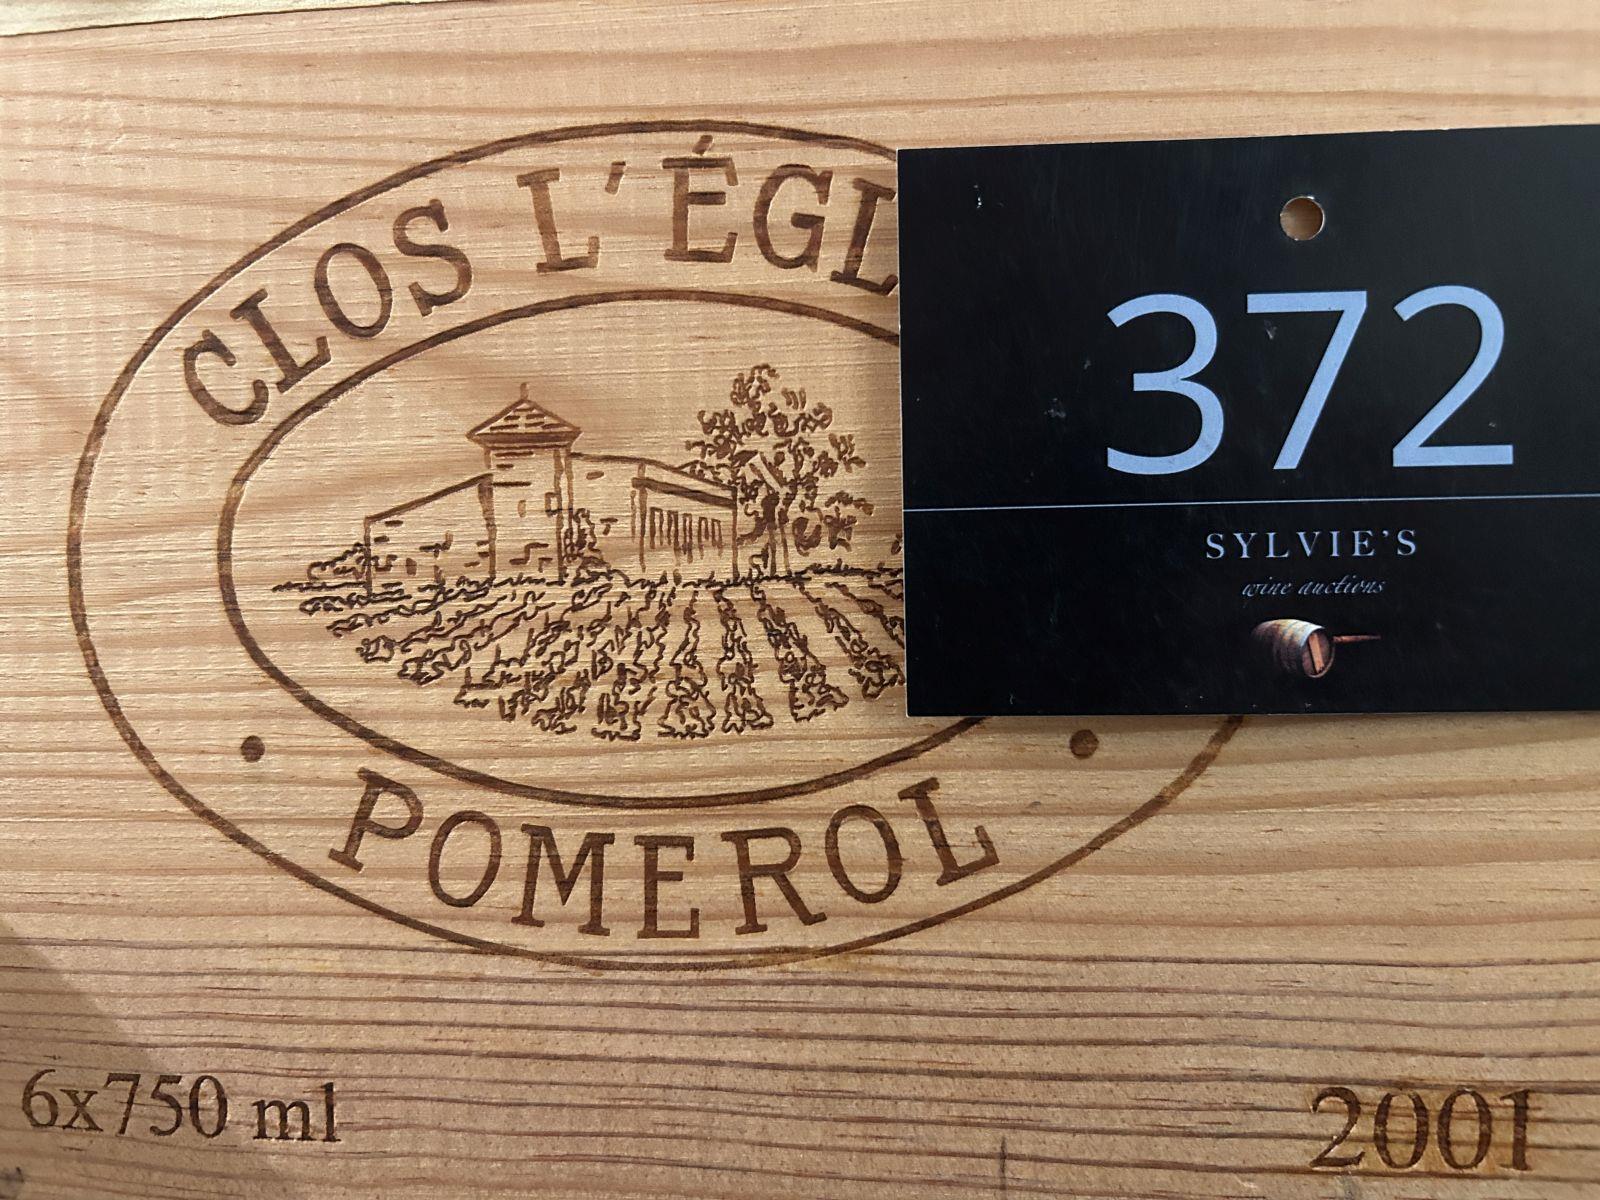 CLOS L'ÉGL
POMEROL
6x750 ml
2001
372
SYLVIE'S
wine auctions